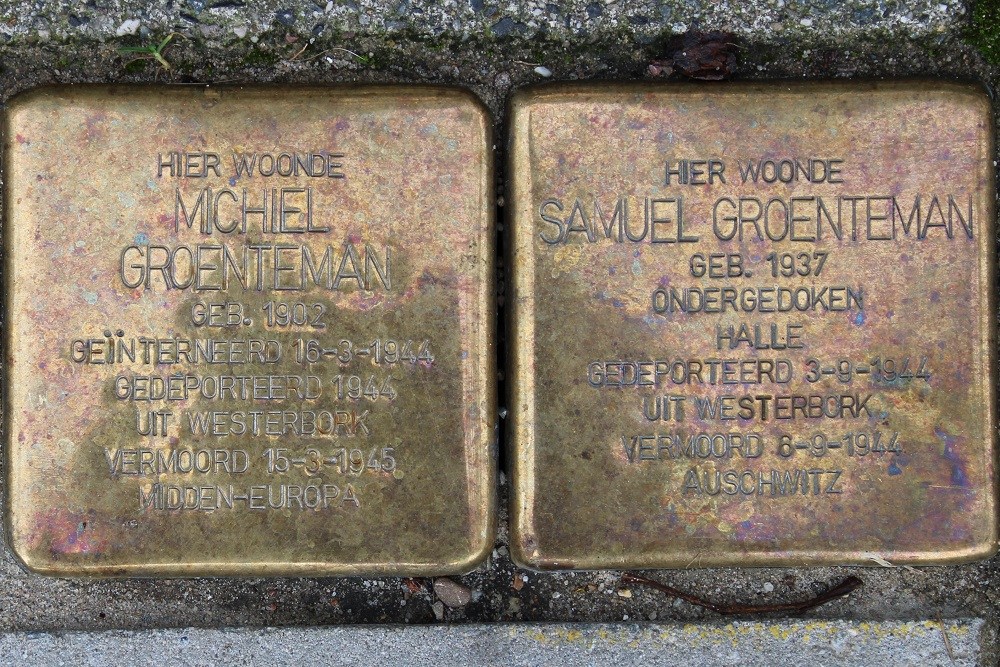 HIER WOONDE
MICHIEL
GROENTEMAN
GEB. 1902
GEÏNTERNEERD 16-3-1944
GEDEPORTEERD 1944
UIT WESTERBORK
VERMOORD 15-3-1945
MIDDEN-EUROPA
HIER WOONDE
SAMUEL GROENTEMAN
GEB. 1937
ONDERGEDOKEN
HALLE
GEDEPORTEERD 3-9-1944
UIT WESTERBORK
VERMOORD 6-9-1944
AUSCHWITZ